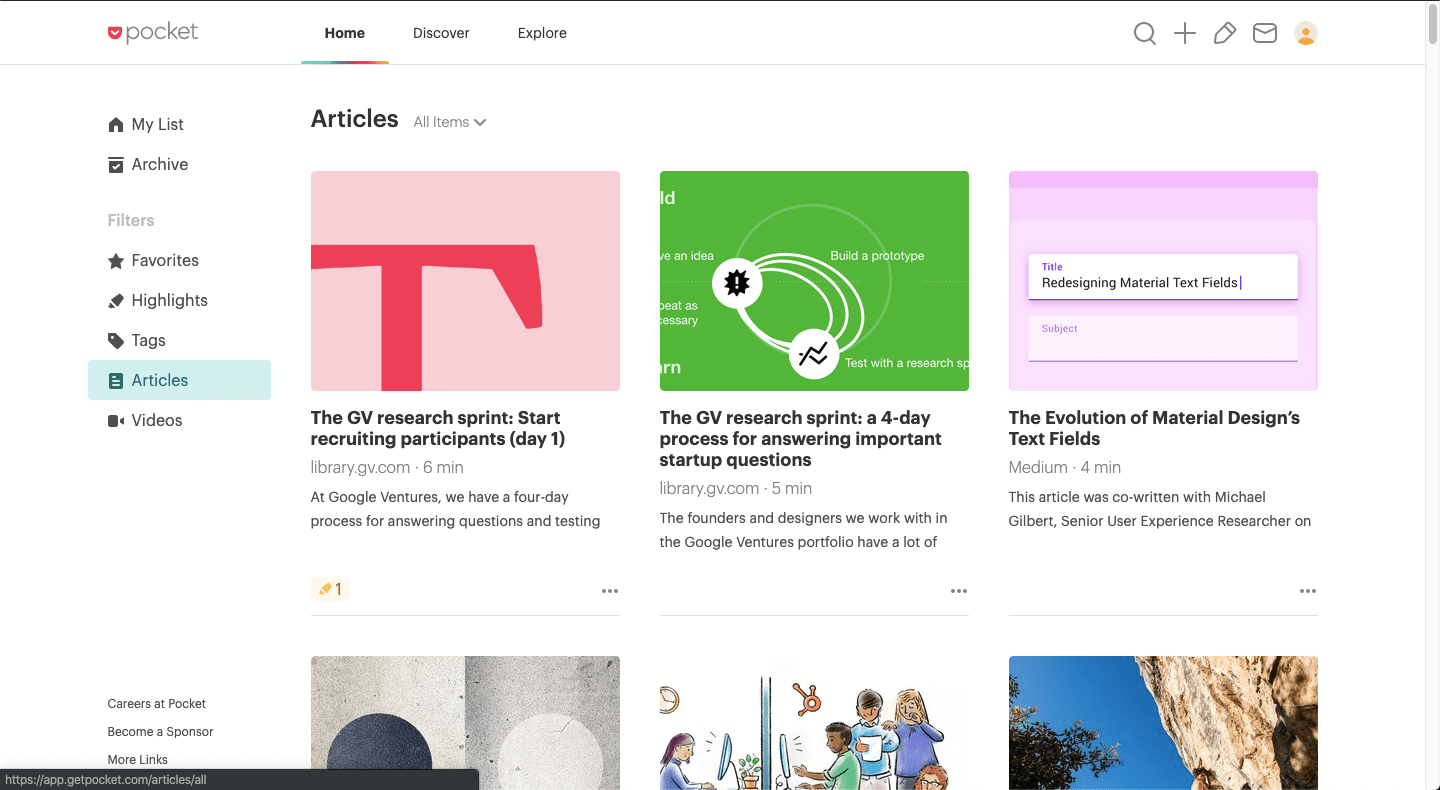 pocket
Home
Discover
Explore
My List
Archive
Filters
Favorites
Highlights
Tags
Articles
Videos
Careers at Pocket
Become a Sponsor
More Links
https://app.getpocket.com/articles/all
Articles
All Items
The GV research sprint: Start
recruiting participants (day 1)
library.gv.com · 6 min
At Google Ventures, we have a four-day
process for answering questions and testing
1
ld
ve an idea
Build a prototype
peat as
cessary
Test with a research sp
arn
The GV research sprint: a 4-day
process for answering important
startup questions
library.gv.com · 5 min
The founders and designers we work with in
the Google Ventures portfolio have a lot of
Title
Redesigning Material Text Fields
Subject
The Evolution of Material Design’s
Text Fields
Medium · 4 min
This article was co-written with Michael
Gilbert, Senior User Experience Researcher on